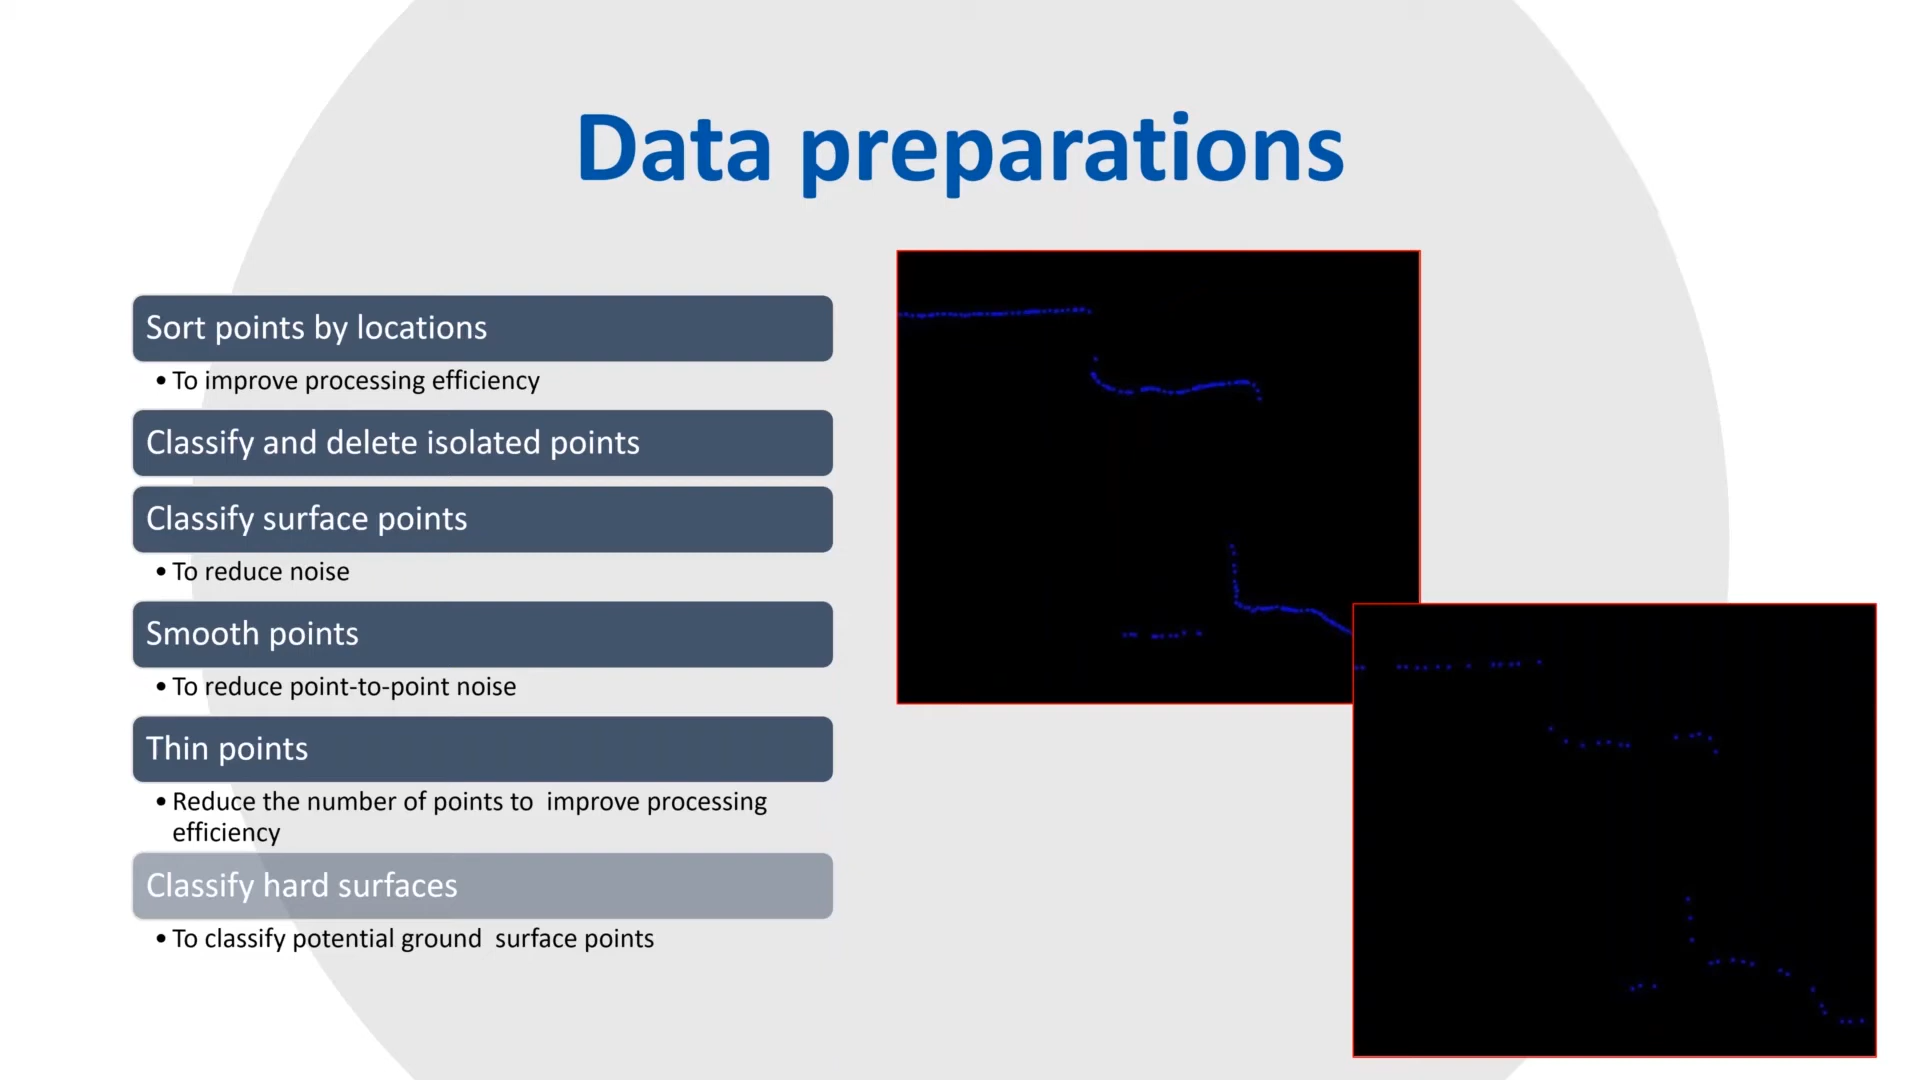 Data preparations
Sort points by locations
• To improve processing efficiency
Classify and delete isolated points
Classify surface points
• To reduce noise
Smooth points
• To reduce point-to-point noise
Thin points
• Reduce the number of points to  improve processing
efficiency
Classify hard surfaces
• To classify potential ground  surface points